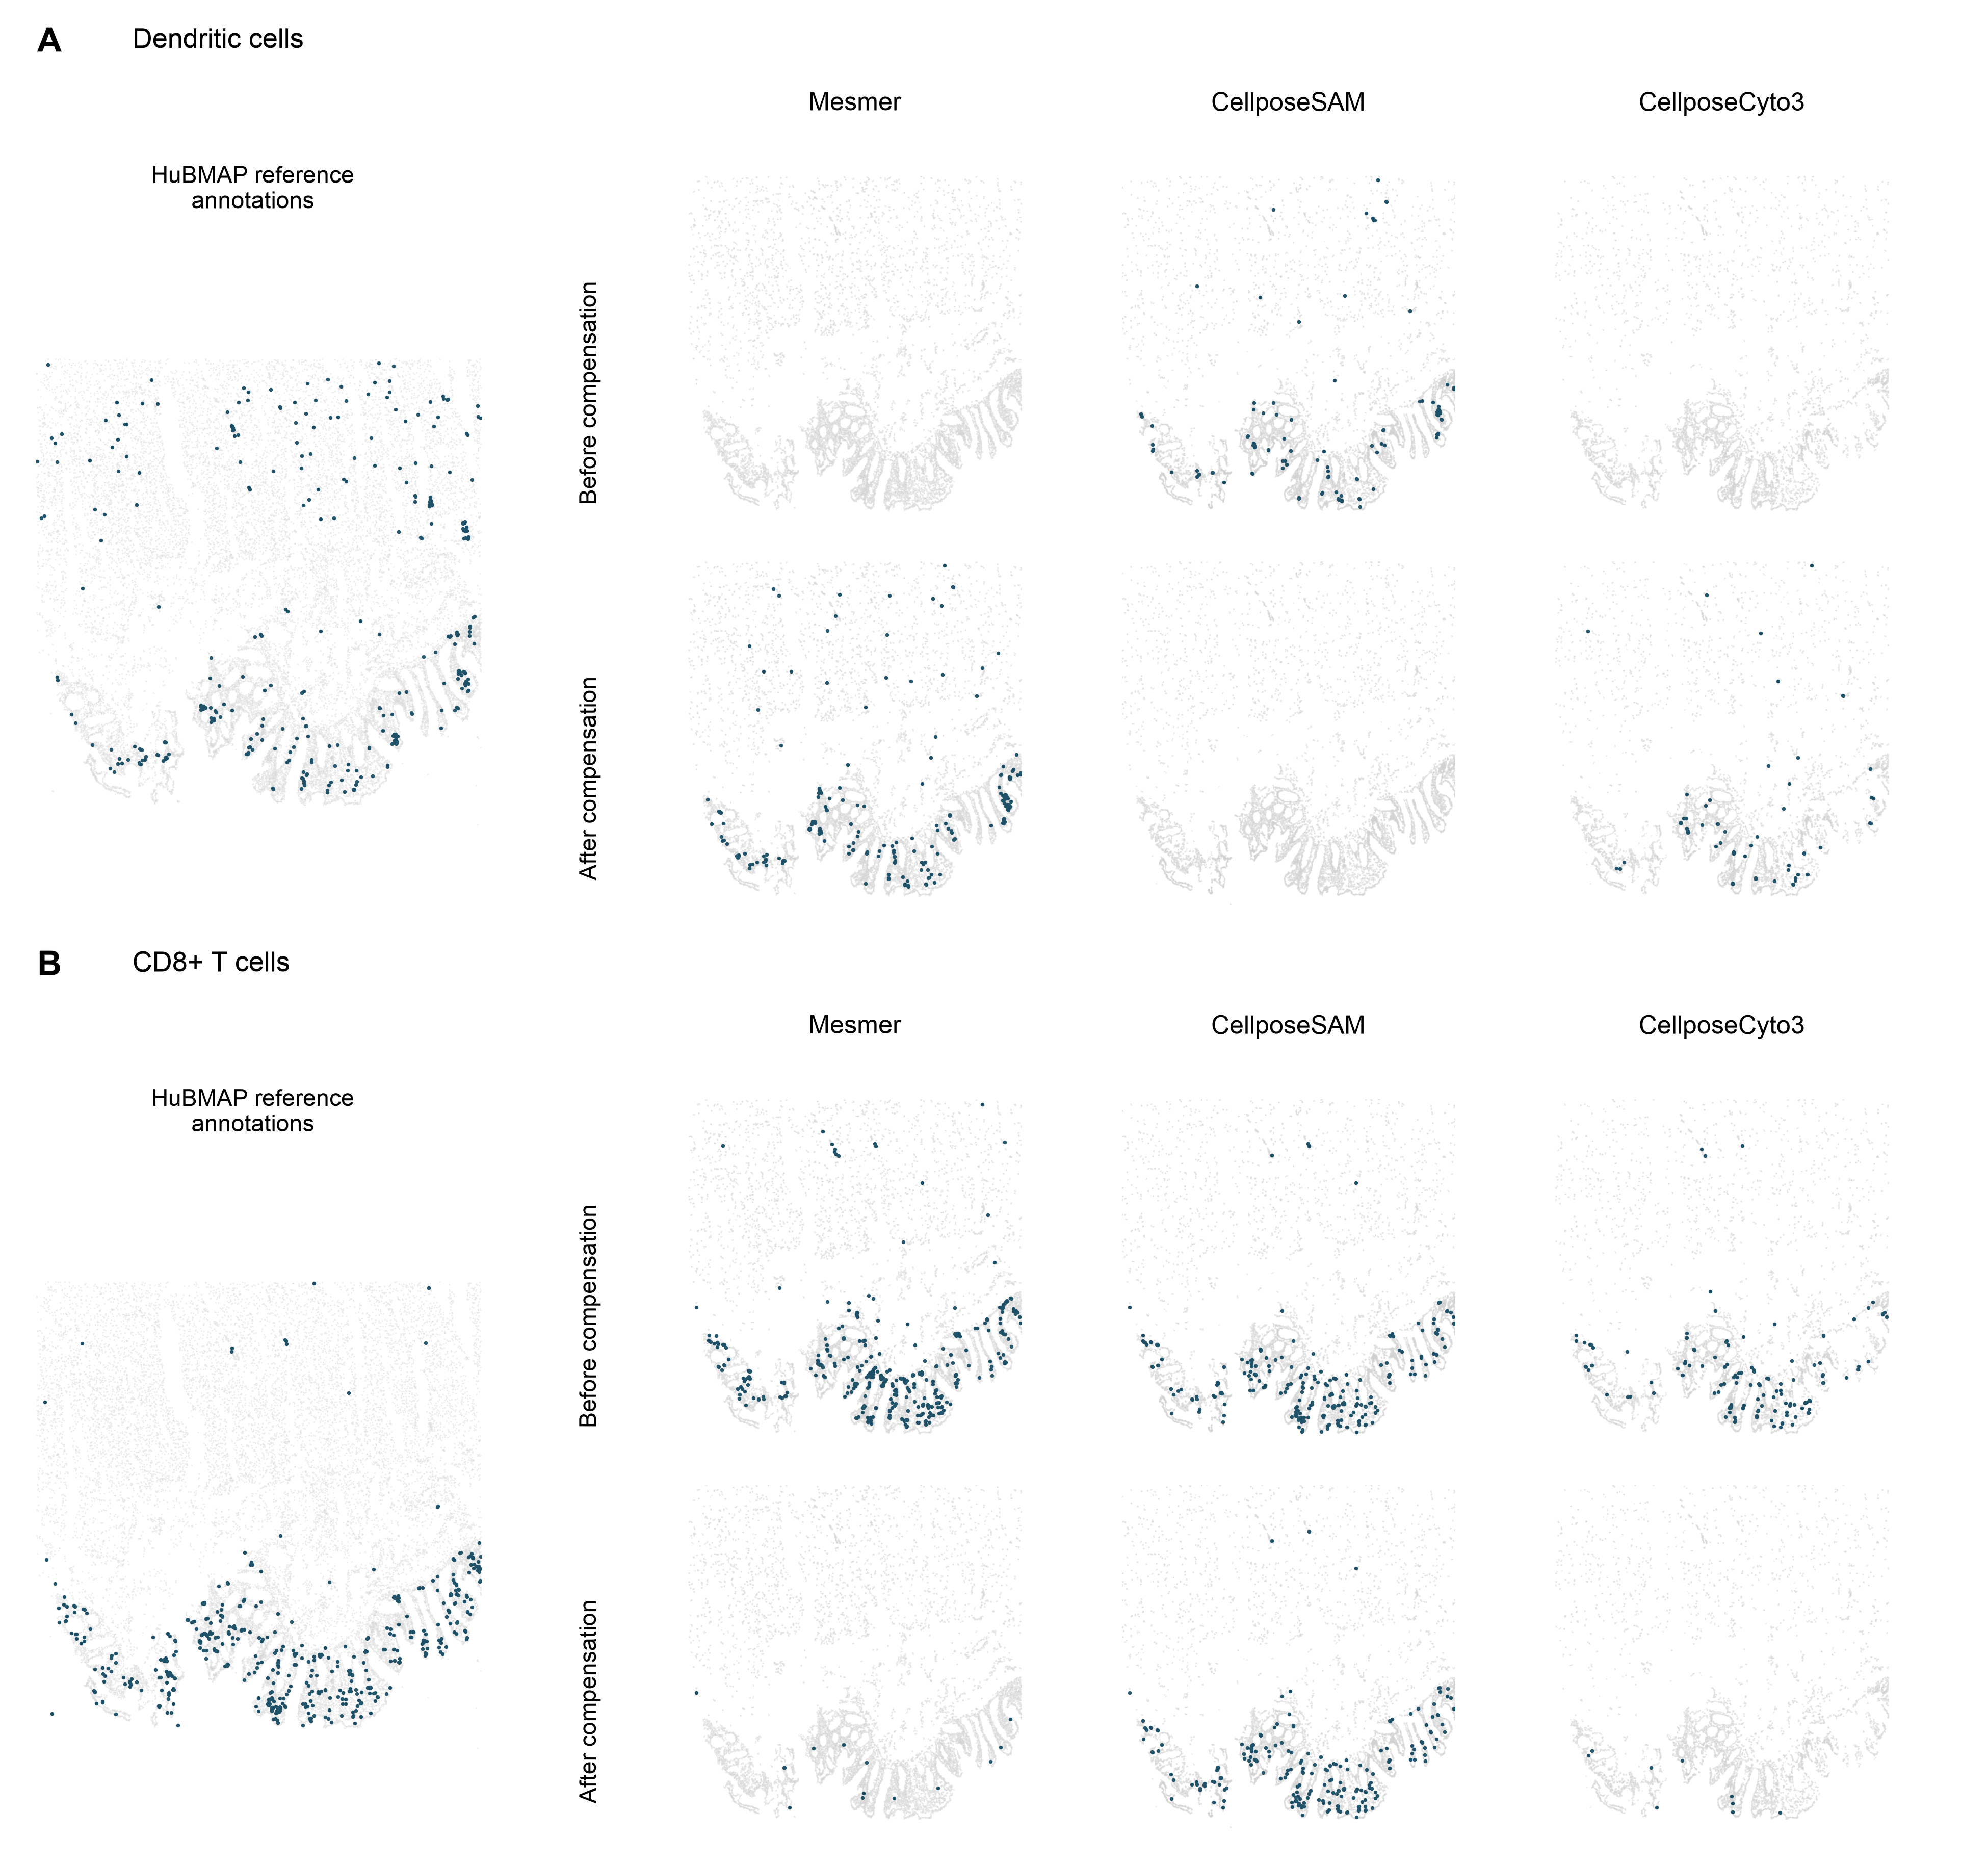 A Dendritic cells
Mesmer CellposeSAM CellposeCyto3
HuBMAP reference
annotations
Before compensation
After compensation
B CD8+ T cells
Mesmer CellposeSAM CellposeCyto3
HuBMAP reference
annotations
Before compensation
After compensation